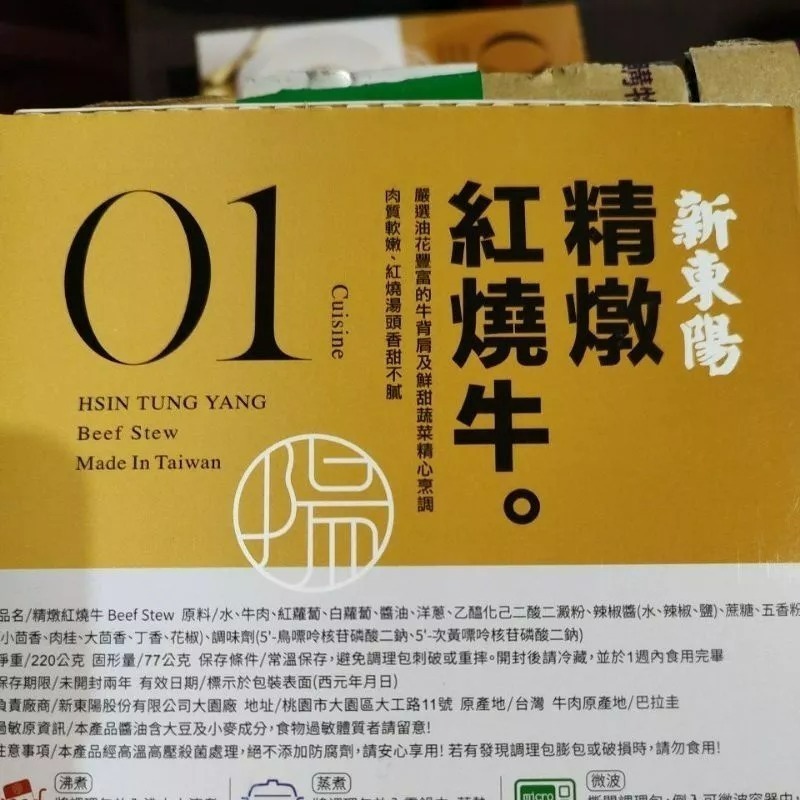 新東陽
精燉
紅燒牛。
嚴選油花豐富的牛背肩及鮮甜蔬菜精心烹調
肉質軟嫩、紅燒湯頭香甜不膩
01
Cuisine
HSIN TUNG YANG
Beef Stew
Made In Taiwan
陽
品名/精燉紅燒牛 Beef Stew 原料/水、牛肉、紅蘿蔔、白蘿蔔、醬油、洋蔥、乙醯化己二酸二澱粉、辣椒醬(水、辣椒、鹽)、蔗糖、五香粉
(小茴香、肉桂、大茴香、丁香、花椒)、調味劑(5'-鳥嘌呤核苷磷酸二鈉、5'-次黃嘌呤核苷磷酸二鈉)
淨重/220公克 固形量/77公克 保存條件/常溫保存，避免調理包刺破或重摔。開封後請冷藏，並於1週內食用完畢
保存期限/未開封兩年 有效日期/標示於包裝表面(西元年月日)
負責廠商/新東陽股份有限公司大園廠 地址/桃園市大園區大工路11號 原產地/台灣 牛肉原產地/巴拉圭
過敏原資訊/本產品醬油含大豆及小麥成分，食物過敏體質者請留意!
注意事項/本產品經高溫高壓殺菌處理，絕不添加防腐劑，請安心享用! 若有發現調理包膨包或破損時，請勿食用!
沸煮
蒸煮
micro
微波